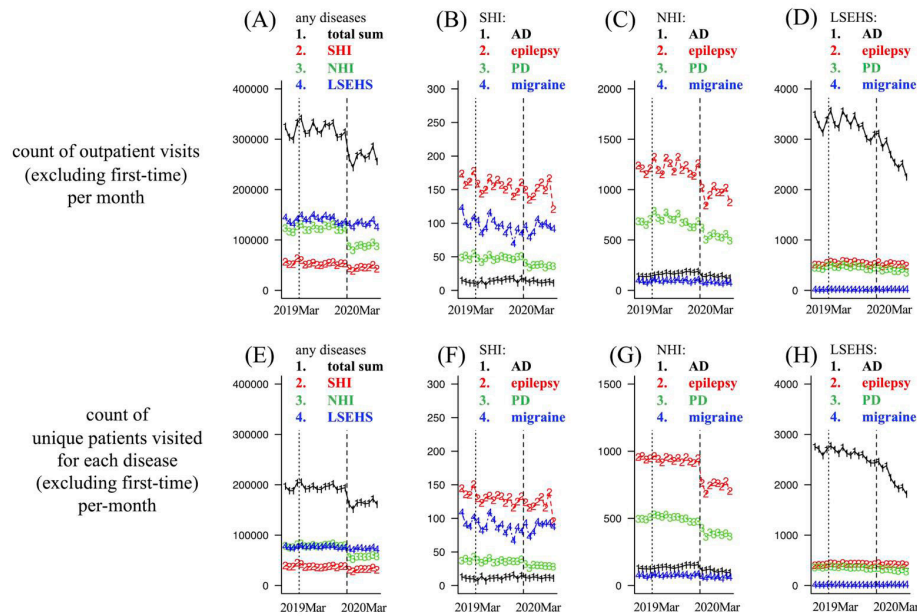 (A) any diseases
1. total sum
2. SHI
3. NHI
4. LSEHS
400000
300000
200000
100000
0
2019Mar 2020Mar
(B) SHI:
1. AD
2. epilepsy
3. PD
4. migraine
300
250
200
150
100
50
0
2019Mar 2020Mar
(C) NHI:
1. AD
2. epilepsy
3. PD
4. migraine
2000
1500
1000
500
0
2019Mar 2020Mar
(D) LSEHS:
1. AD
2. epilepsy
3. PD
4. migraine
4000
3000
2000
1000
0
2019Mar 2020Mar
count of outpatient visits
(excluding first-time)
per month
(E) any diseases
1. total sum
2. SHI
3. NHI
4. LSEHS
400000
300000
200000
100000
0
2019Mar 2020Mar
(F) SHI:
1. AD
2. epilepsy
3. PD
4. migraine
300
250
200
150
100
50
0
2019Mar 2020Mar
(G) NHI:
1. AD
2. epilepsy
3. PD
4. migraine
1500
1000
500
0
2019Mar 2020Mar
(H) LSEHS:
1. AD
2. epilepsy
3. PD
4. migraine
4000
3000
2000
1000
0
2019Mar 2020Mar
count of
unique patients visited
for each disease
(excluding first-time)
per-month